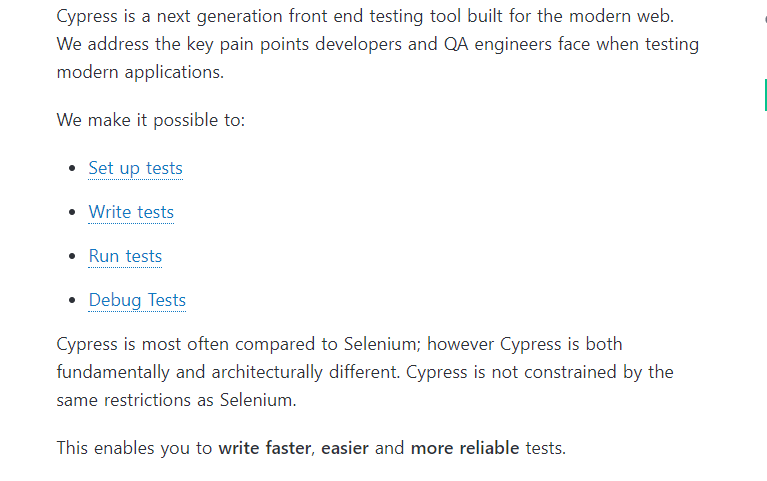 Cypress is a next generation front end testing tool built for the modern web.
We address the key pain points developers and QA engineers face when testing
modern applications.
We make it possible to:
• Set up tests
• Write tests
• Run tests
• Debug Tests
Cypress is most often compared to Selenium; however Cypress is both
fundamentally and architecturally different. Cypress is not constrained by the
same restrictions as Selenium.
This enables you to write faster, easier and more reliable tests.